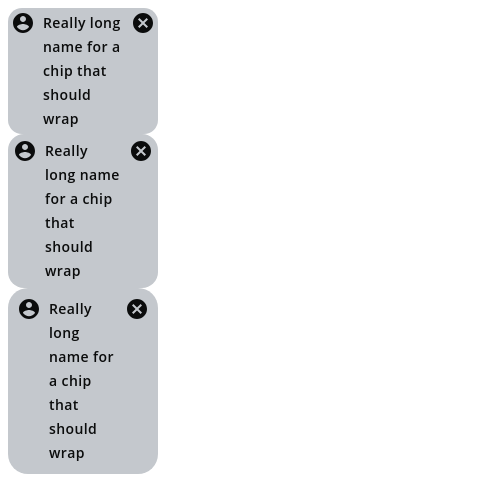 Really long
name for a
chip that
should
wrap
Really
long name
for a chip
that
should
wrap
Really
long
name for
a chip
that
should
wrap